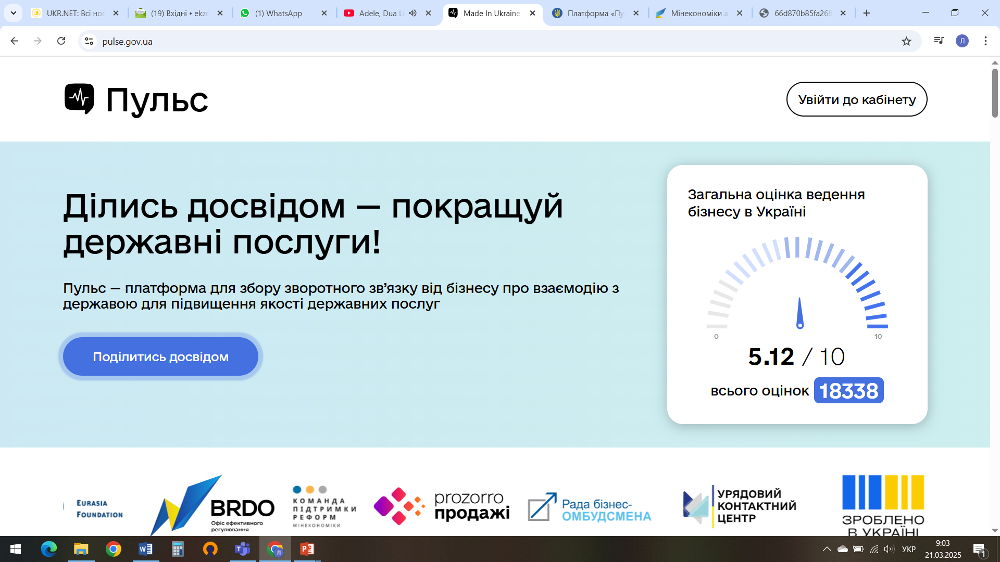 UKR.NET: Всі нов
(19) Вхідні • ekzo
(1) WhatsApp
Adele, Dua Li
Made In Ukraine
Платформа «Пу
Мінекономіки а
66d870b85fa268
pulse.gov.ua
Л
Пульс
Увійти до кабінету
Ділись досвідом — покращуй
державні послуги!
Пульс — платформа для збору зворотного зв’язку від бізнесу про взаємодію з
державою для підвищення якості державних послуг
Поділитись досвідом
Загальна оцінка ведення
бізнесу в Україні
0
10
5.12 / 10
всього оцінок 18338
EURASIA
FOUNDATION
BRDO
Офіс ефективного
регулювання
КОМАНДА
ПІДТРИМКИ
РЕФОРМ
МІНЕКОНОМІКИ
prozorro
продажі
Рада бізнес-
ОМБУДСМЕНА
УРЯДОВИЙ
КОНТАКТНИЙ
ЦЕНТР
ЗРОБЛЕНО
В УКРАЇНІ
УКР
9:03
21.03.2025
1